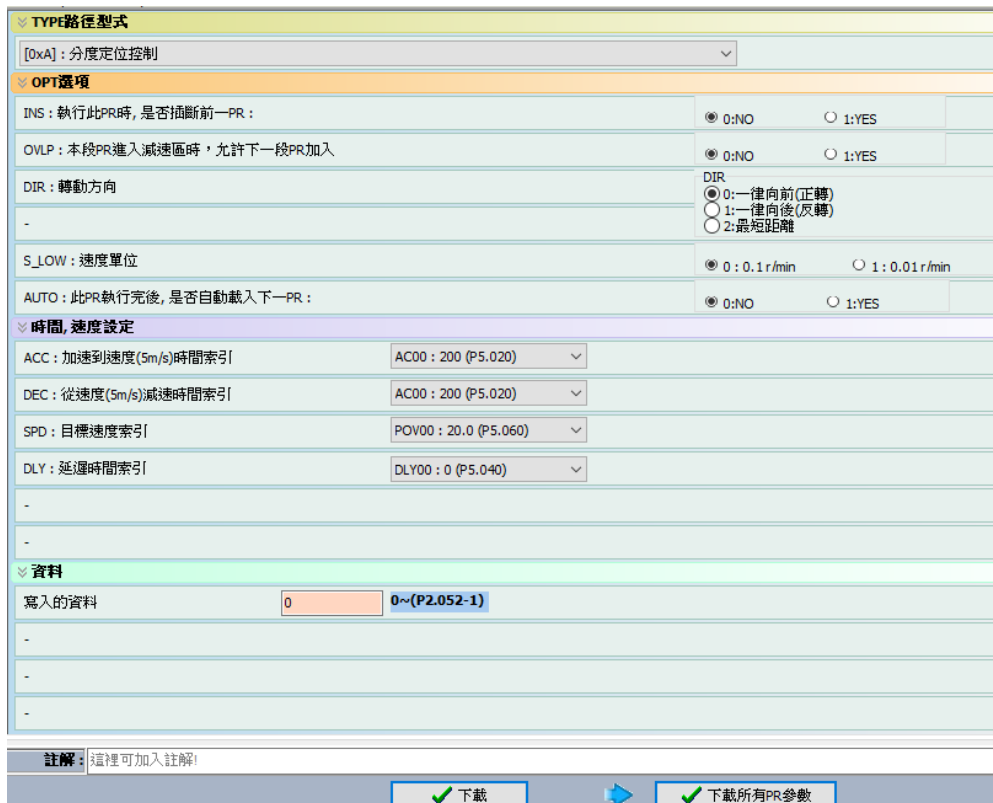 TYPE路徑型式
[0xA] : 分度定位控制
OPT選項
INS : 執行此PR時, 是否插斷前一PR :
0:NO 1:YES
OVLP : 本段PR進入減速區時，允許下一段PR加入
0:NO 1:YES
DIR : 轉動方向
DIR
0:一律向前(正轉)
1:一律向後(反轉)
2:最短距離
-
S_LOW : 速度單位
0 : 0.1 r/min 1 : 0.01 r/min
AUTO : 此PR執行完後, 是否自動載入下一PR :
0:NO 1:YES
時間, 速度設定
ACC : 加速到速度(5m/s)時間索引 AC00 : 200 (P5.020)
DEC : 從速度(5m/s)減速時間索引 AC00 : 200 (P5.020)
SPD : 目標速度索引 POV00 : 20.0 (P5.060)
DLY : 延遲時間索引 DLY00 : 0 (P5.040)
-
-
資料
寫入的資料 0 0~(P2.052-1)
-
-
-
註解 : 這裡可加入註解!
下載 下載所有PR參數